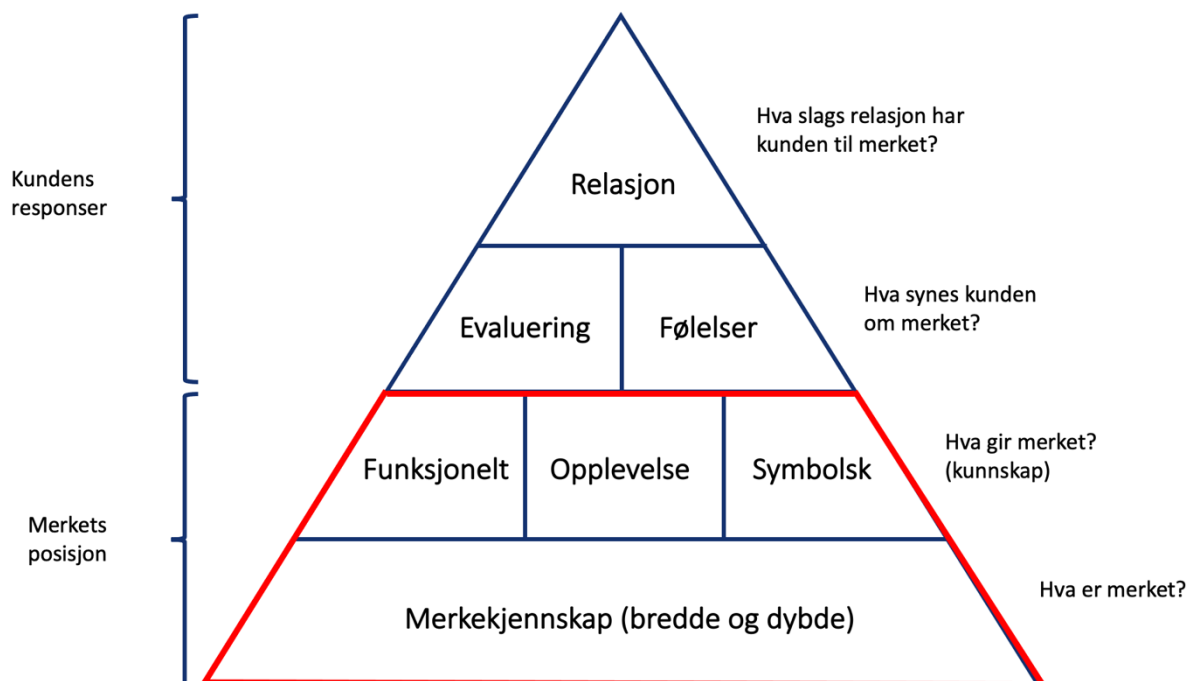 Hva slags relasjon har
kunden til merket?
Kundens
responser
Relasjon
Hva synes kunden
om merket?
Evaluering
Følelser
Hva gir merket?
(kunnskap)
Funksjonelt
Opplevelse
Symbolsk
Merkets
posisjon
Hva er merket?
Merkekjennskap (bredde og dybde)